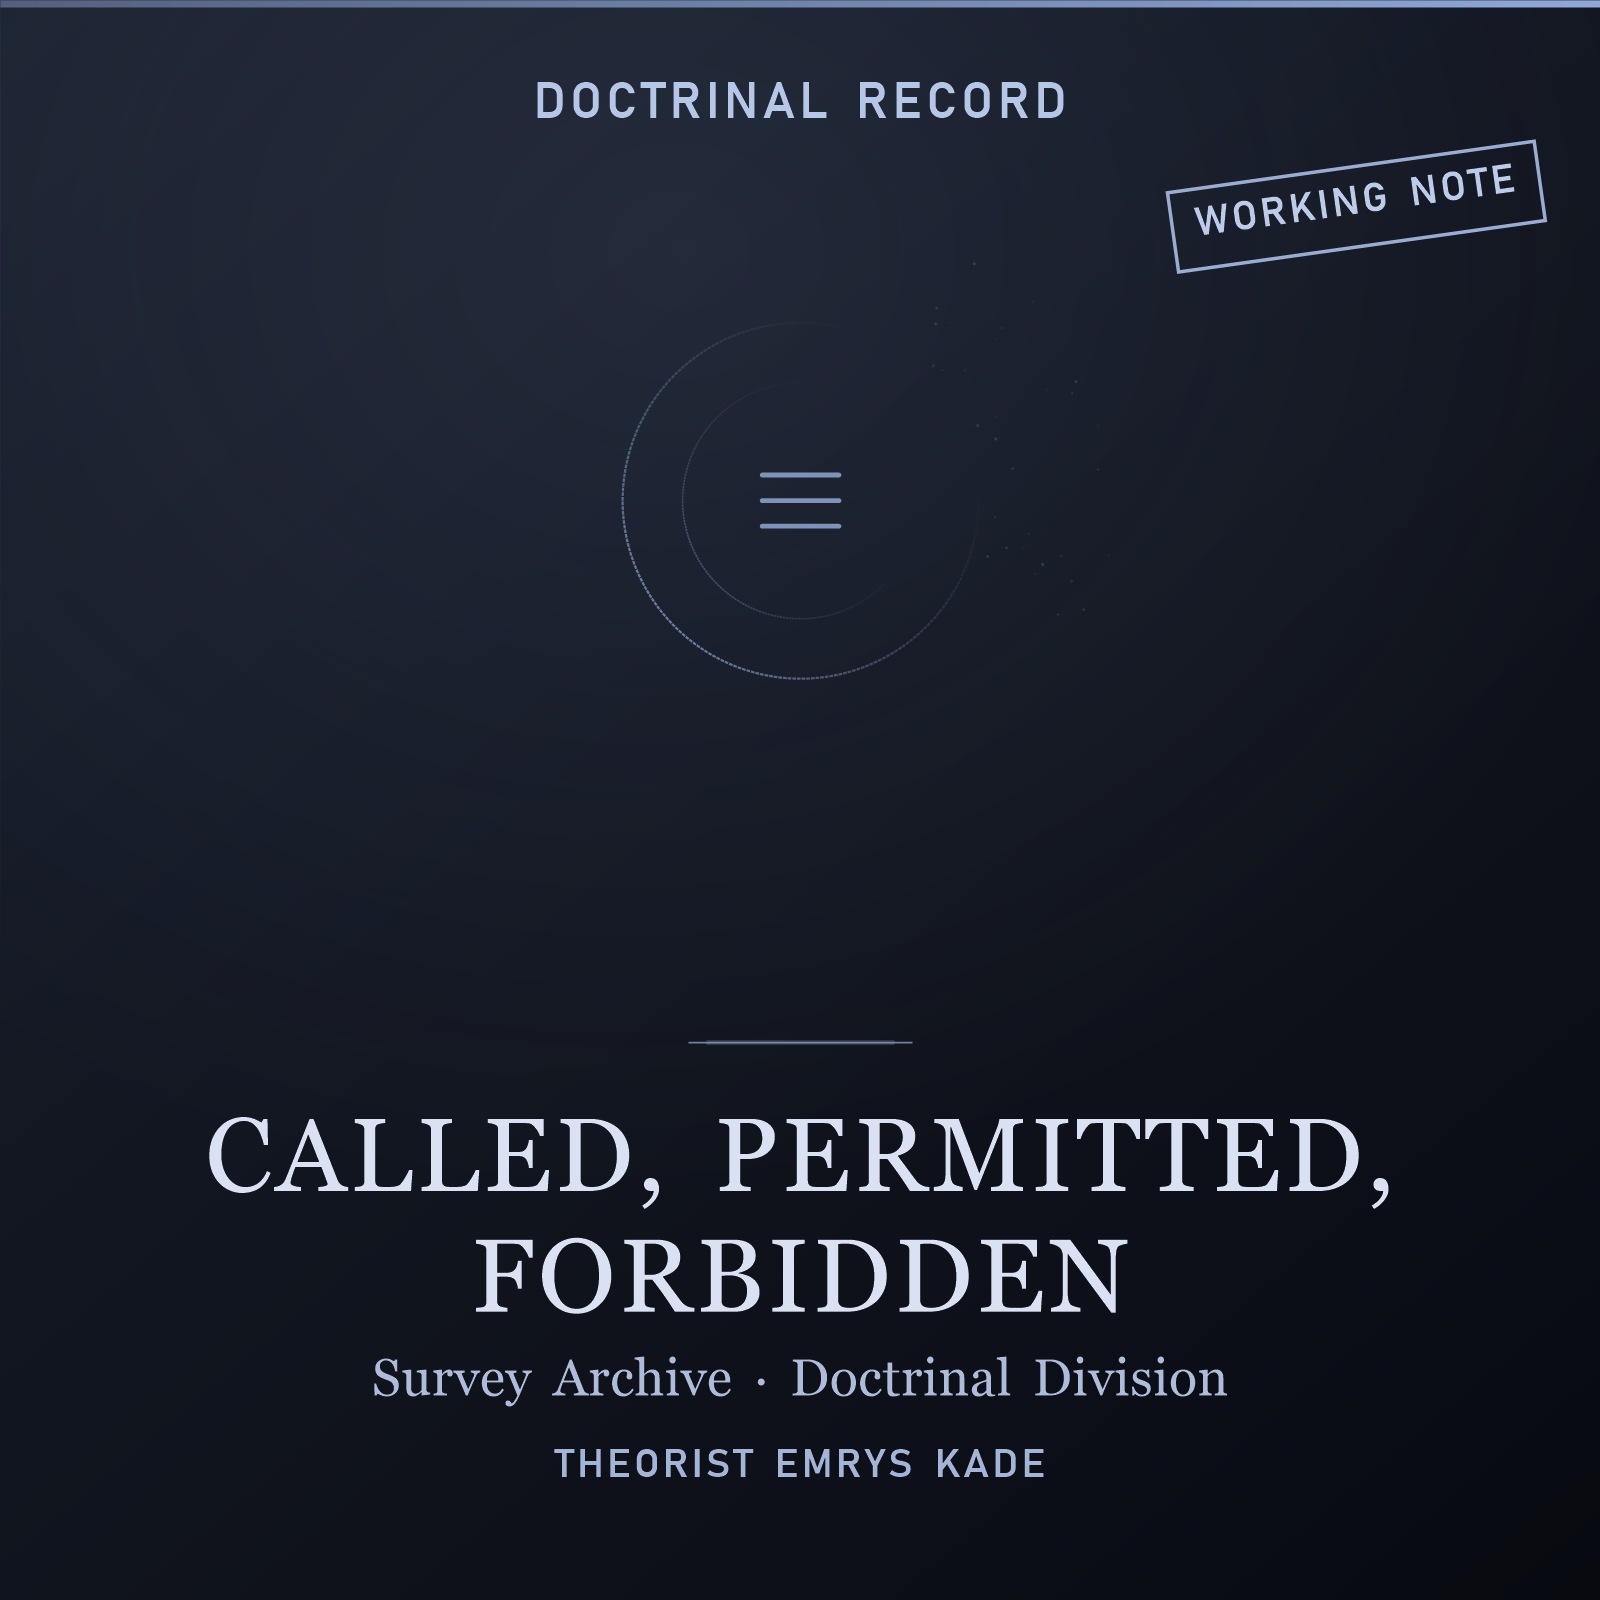 DOCTRINAL RECORD
WORKING NOTE
CALLED, PERMITTED,
FORBIDDEN
Survey Archive · Doctrinal Division
THEORIST EMRYS KADE